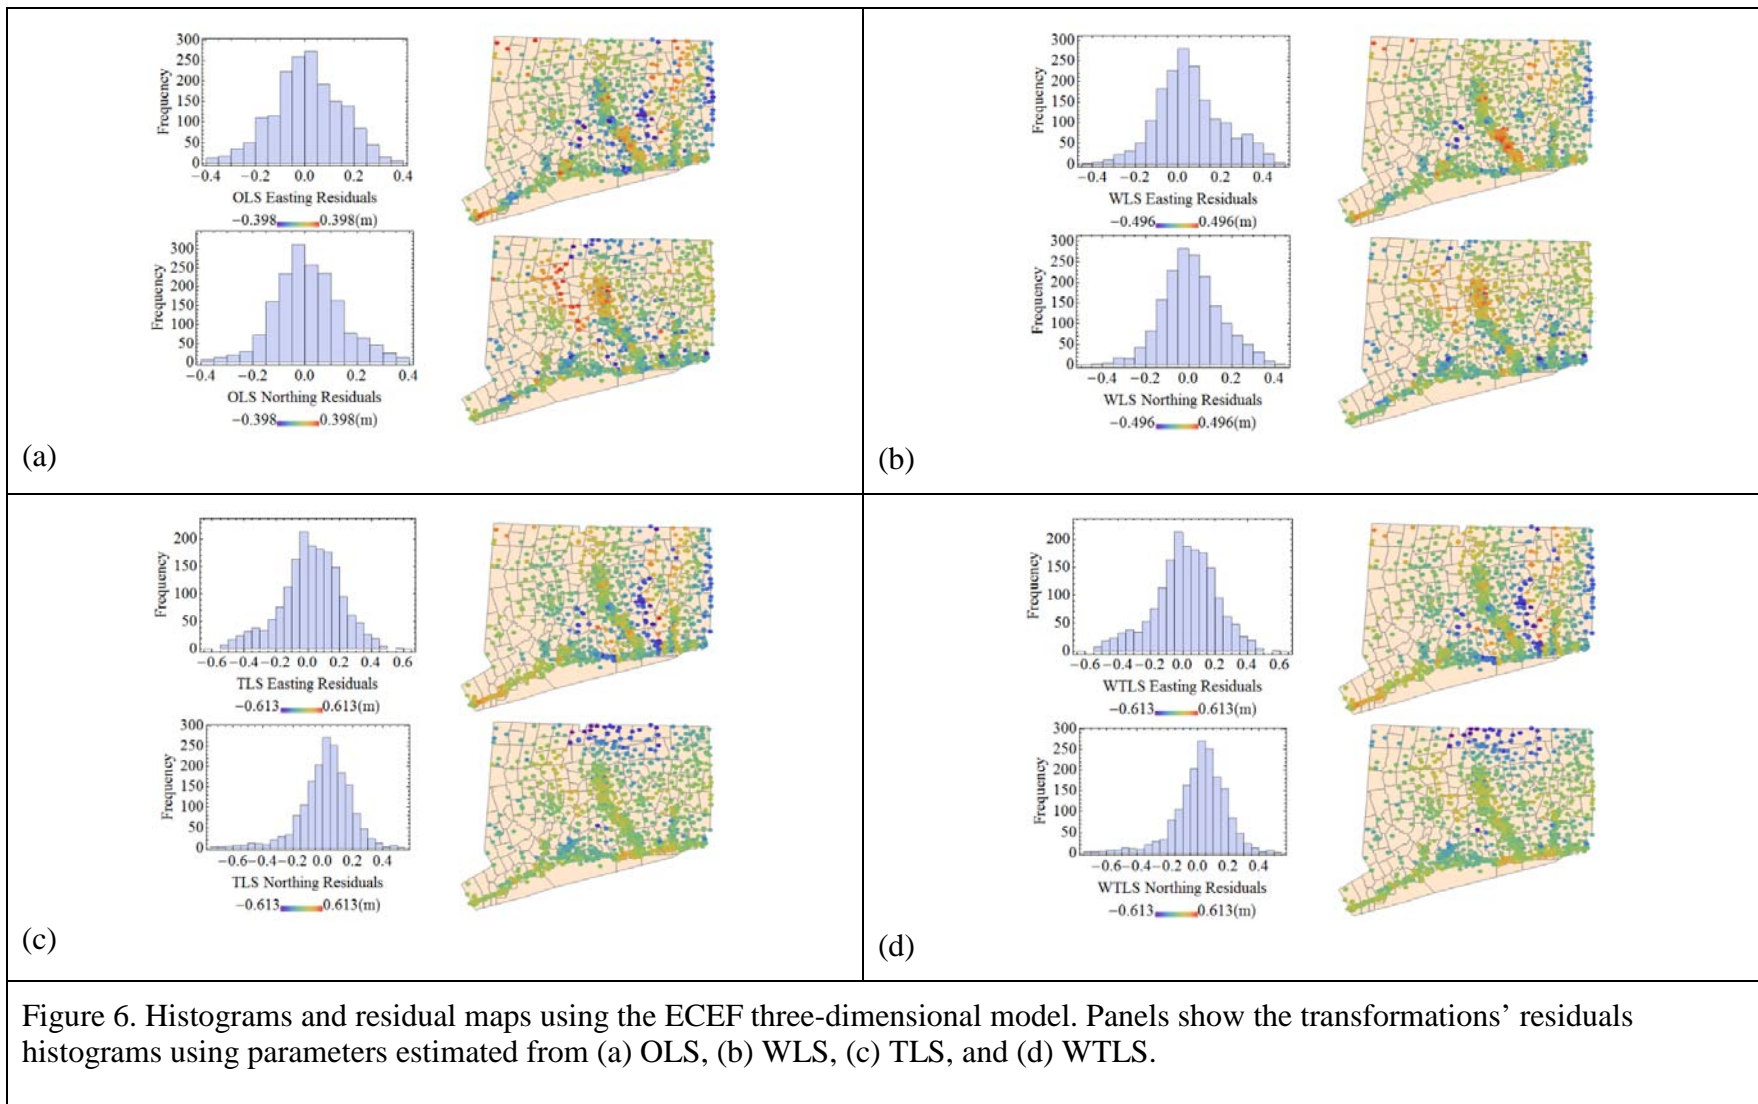 300
250
200
150
100
50
0
Frequency
−0.4 −0.2 0.0 0.2 0.4
OLS Easting Residuals
−0.398 0.398(m)
300
250
200
150
100
50
0
Frequency
−0.4 −0.2 0.0 0.2 0.4
OLS Northing Residuals
−0.398 0.398(m)
(a)
300
250
200
150
100
50
0
Frequency
−0.4 −0.2 0.0 0.2 0.4
WLS Easting Residuals
−0.496 0.496(m)
300
250
200
150
100
50
0
Frequency
−0.4 −0.2 0.0 0.2 0.4
WLS Northing Residuals
−0.496 0.496(m)
(b)
200
150
100
50
0
Frequency
−0.6 −0.4 −0.2 0.0 0.2 0.4 0.6
TLS Easting Residuals
−0.613 0.613(m)
300
250
200
150
100
50
0
Frequency
−0.6 −0.4 −0.2 0.0 0.2 0.4
TLS Northing Residuals
−0.613 0.613(m)
(c)
200
150
100
50
0
Frequency
−0.6 −0.4 −0.2 0.0 0.2 0.4 0.6
WTLS Easting Residuals
−0.613 0.613(m)
300
250
200
150
100
50
0
Frequency
−0.6 −0.4 −0.2 0.0 0.2 0.4
WTLS Northing Residuals
−0.613 0.613(m)
(d)
Figure 6. Histograms and residual maps using the ECEF three-dimensional model. Panels show the transformations’ residuals
histograms using parameters estimated from (a) OLS, (b) WLS, (c) TLS, and (d) WTLS.